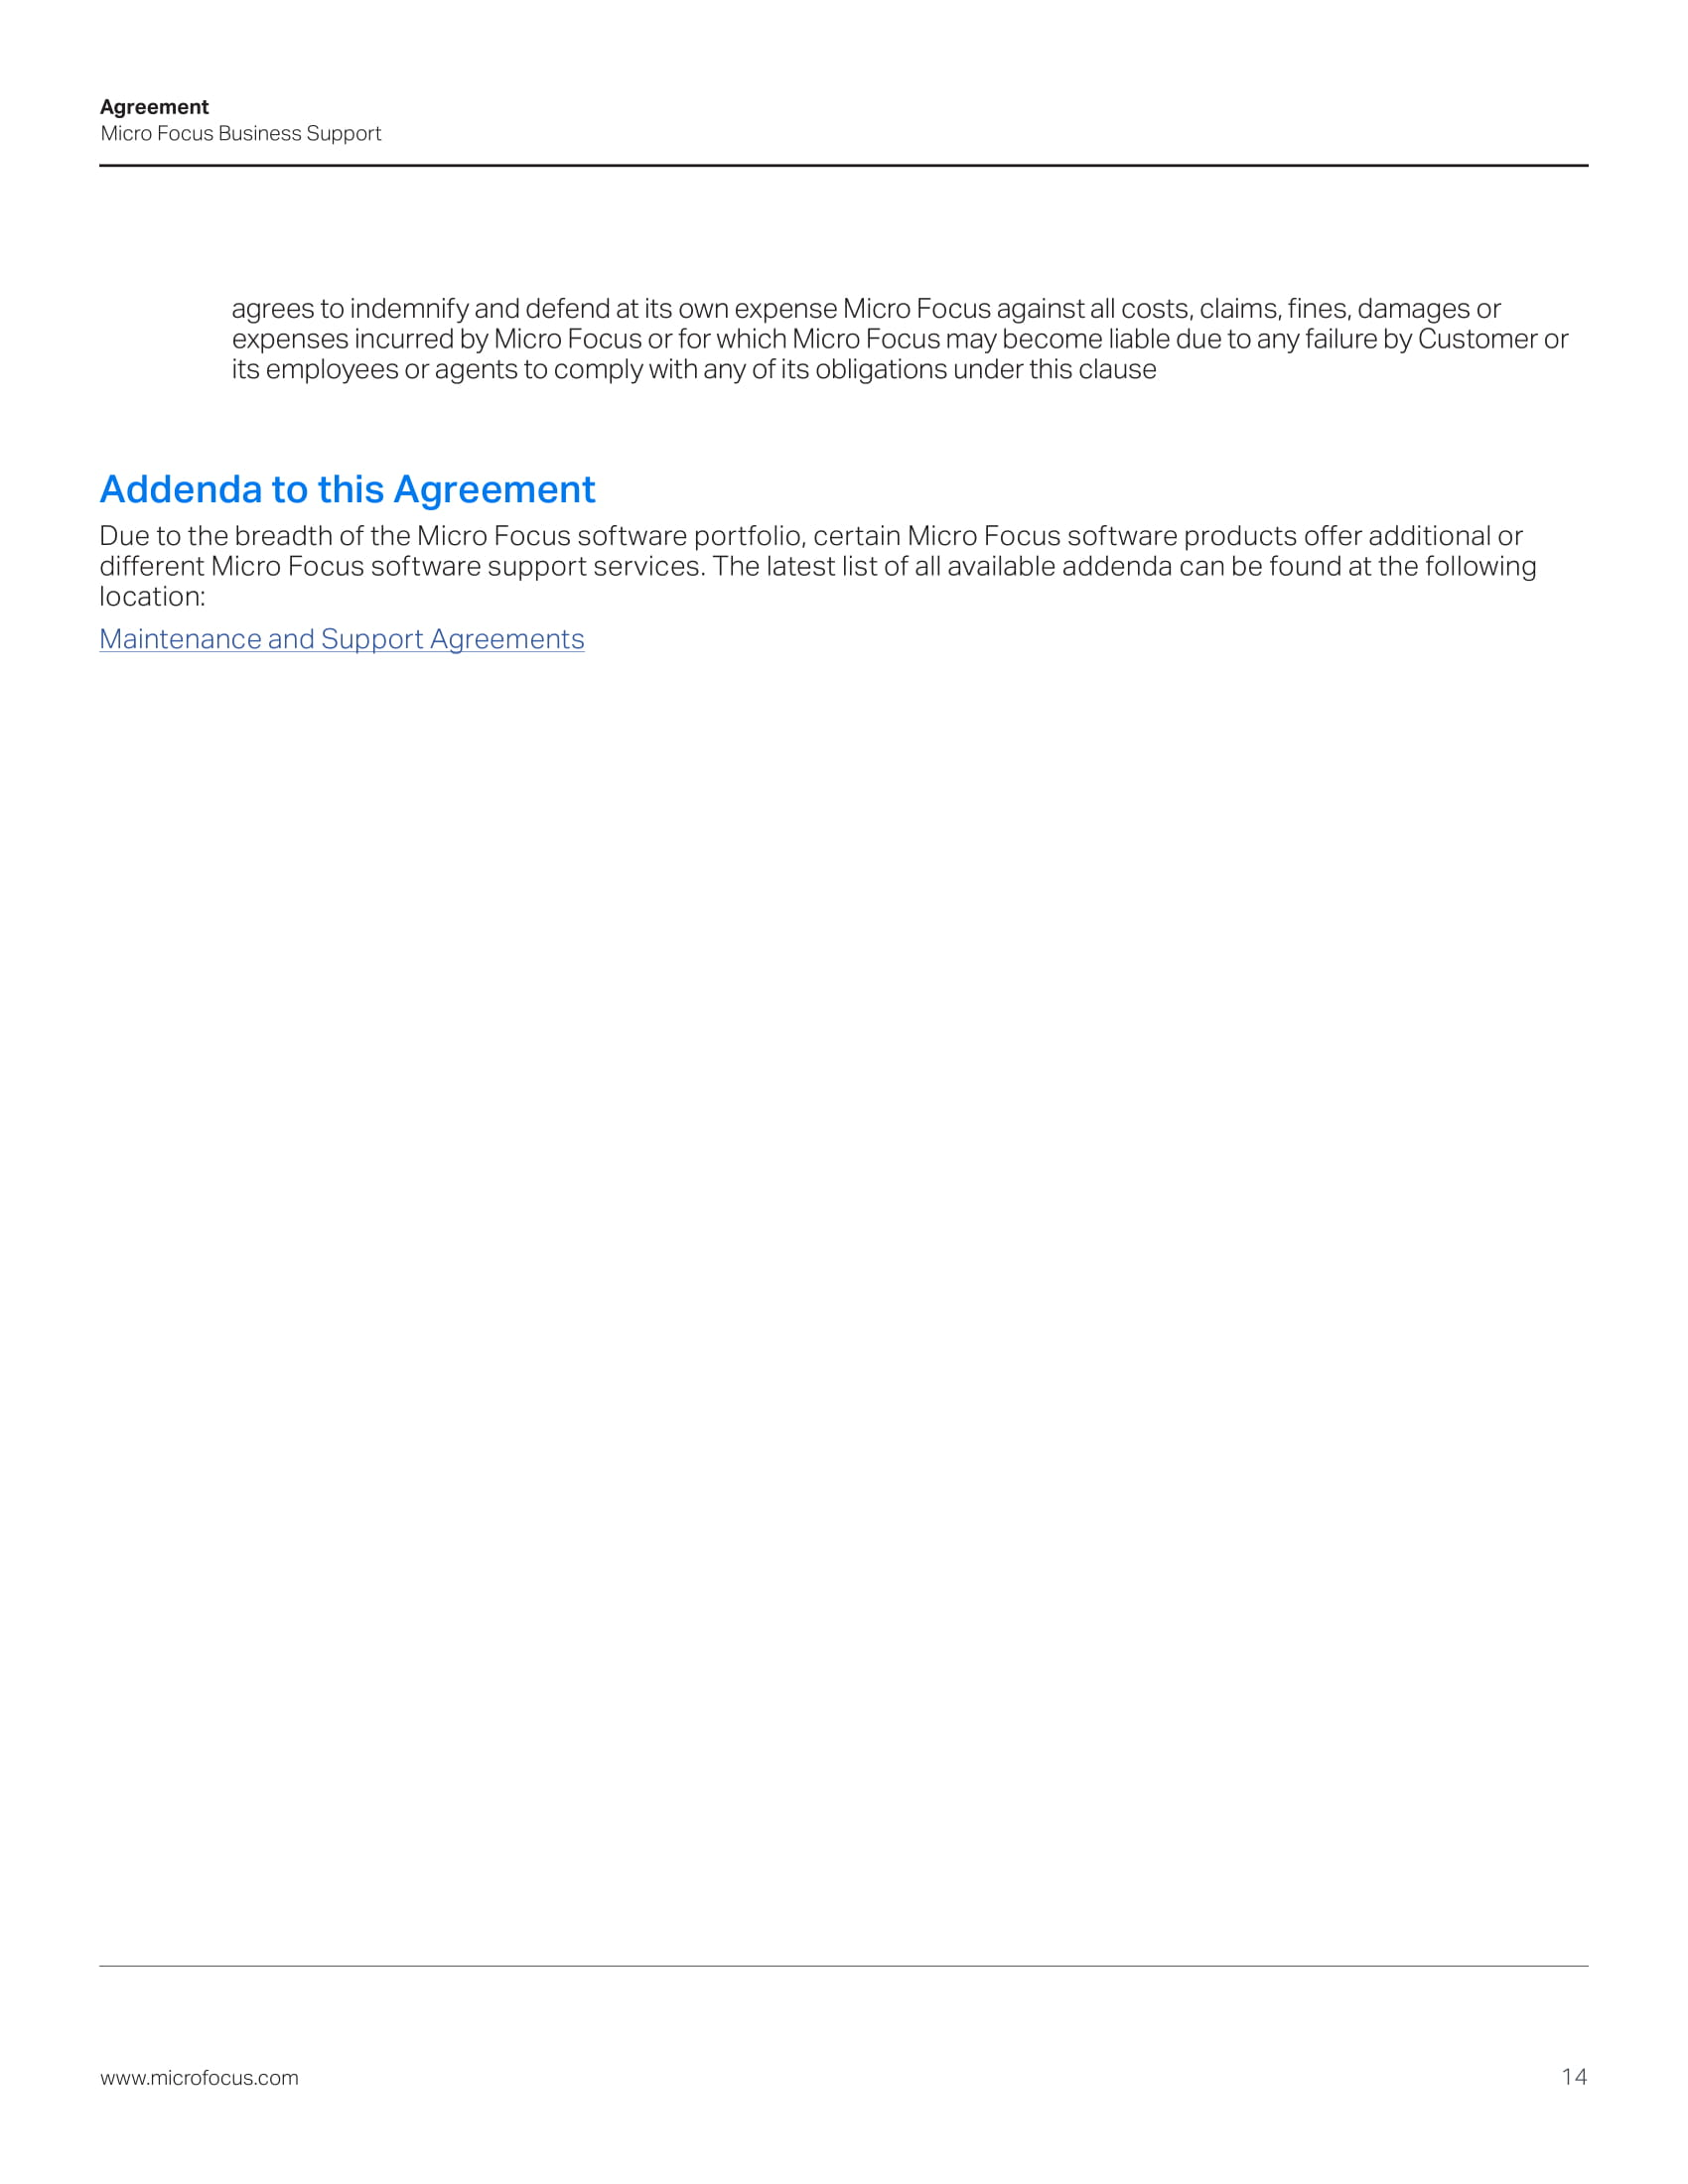 Agreement
Micro Focus Business Support
agrees to indemnify and defend at its own expense Micro Focus against all costs, claims, fines, damages or
expenses incurred by Micro Focus or for which Micro Focus may become liable due to any failure by Customer or
its employees or agents to comply with any of its obligations under this clause
Addenda to this Agreement
Due to the breadth of the Micro Focus software portfolio, certain Micro Focus software products offer additional or
different Micro Focus software support services. The latest list of all available addenda can be found at the following
location:
Maintenance and Support Agreements
www.microfocus.com
14